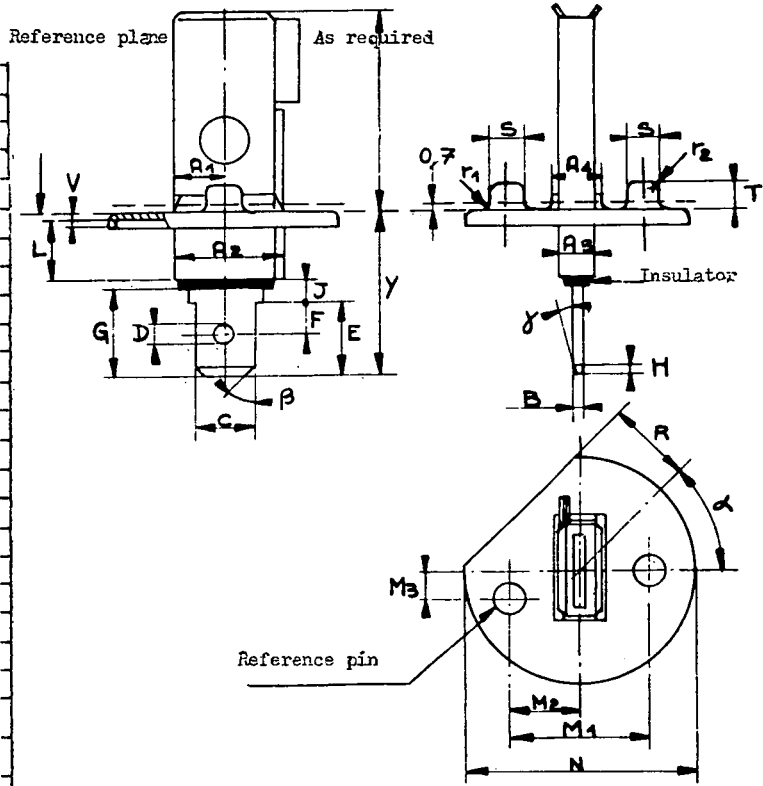 Reference plane
As required
A1
V
L
A2
J
G
D
F
E
y
β
C
S
S
0,7
r1
A4
r2
T
A3
Insulator
γ
H
B
R
α
M3
Reference pin
M2
M1
N